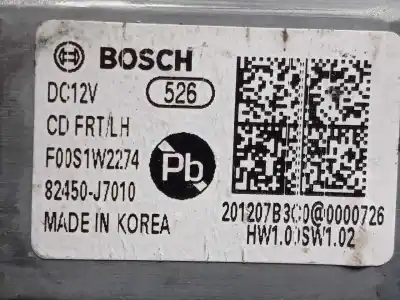 BOSCH
DC12V 526
CD FRT/LH
F00S1W2274
Pb
82450-J7010
201207B3C0@0000726
MADE IN KOREA
HW1.00SW1.02